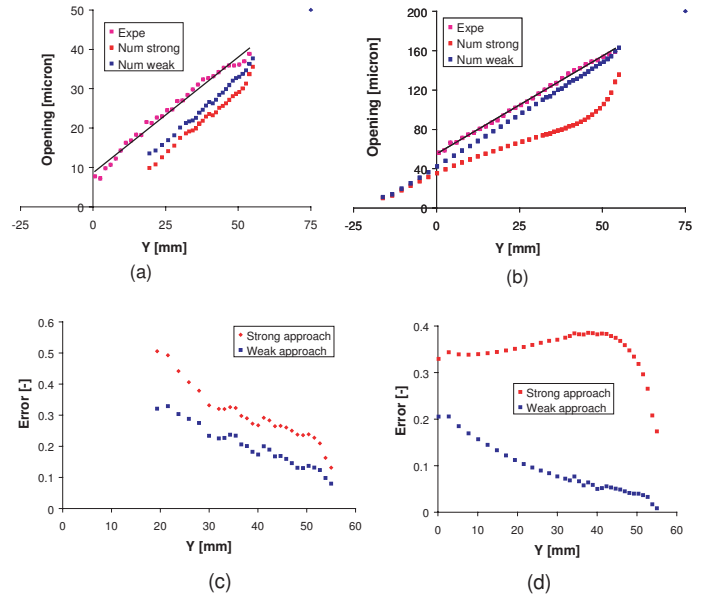 50
40
30
20
10
0
Opening [micron]
Expe
Num strong
Num weak
-25 0 25 50 75
Y [mm]
(a)
200
160
120
80
40
0
Opening [micron]
Expe
Num strong
Num weak
-25 0 25 50 75
Y [mm]
(b)
0.6
0.5
0.4
0.3
0.2
0.1
0
Error [-]
Strong approach
Weak approach
0 10 20 30 40 50 60
Y [mm]
(c)
0.4
0.3
0.2
0.1
0
Error [-]
Strong approach
Weak approach
0 10 20 30 40 50 60
Y [mm]
(d)